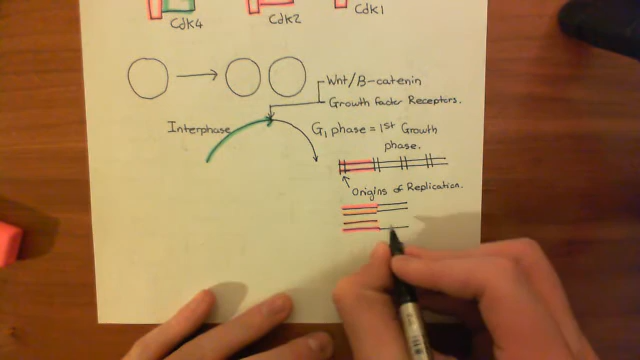 Cdk4
Cdk2
Cdk1
Wnt/β-catenin
Growth factor Receptors.
Interphase
G1 phase = 1st Growth
phase.
Origins of Replication.